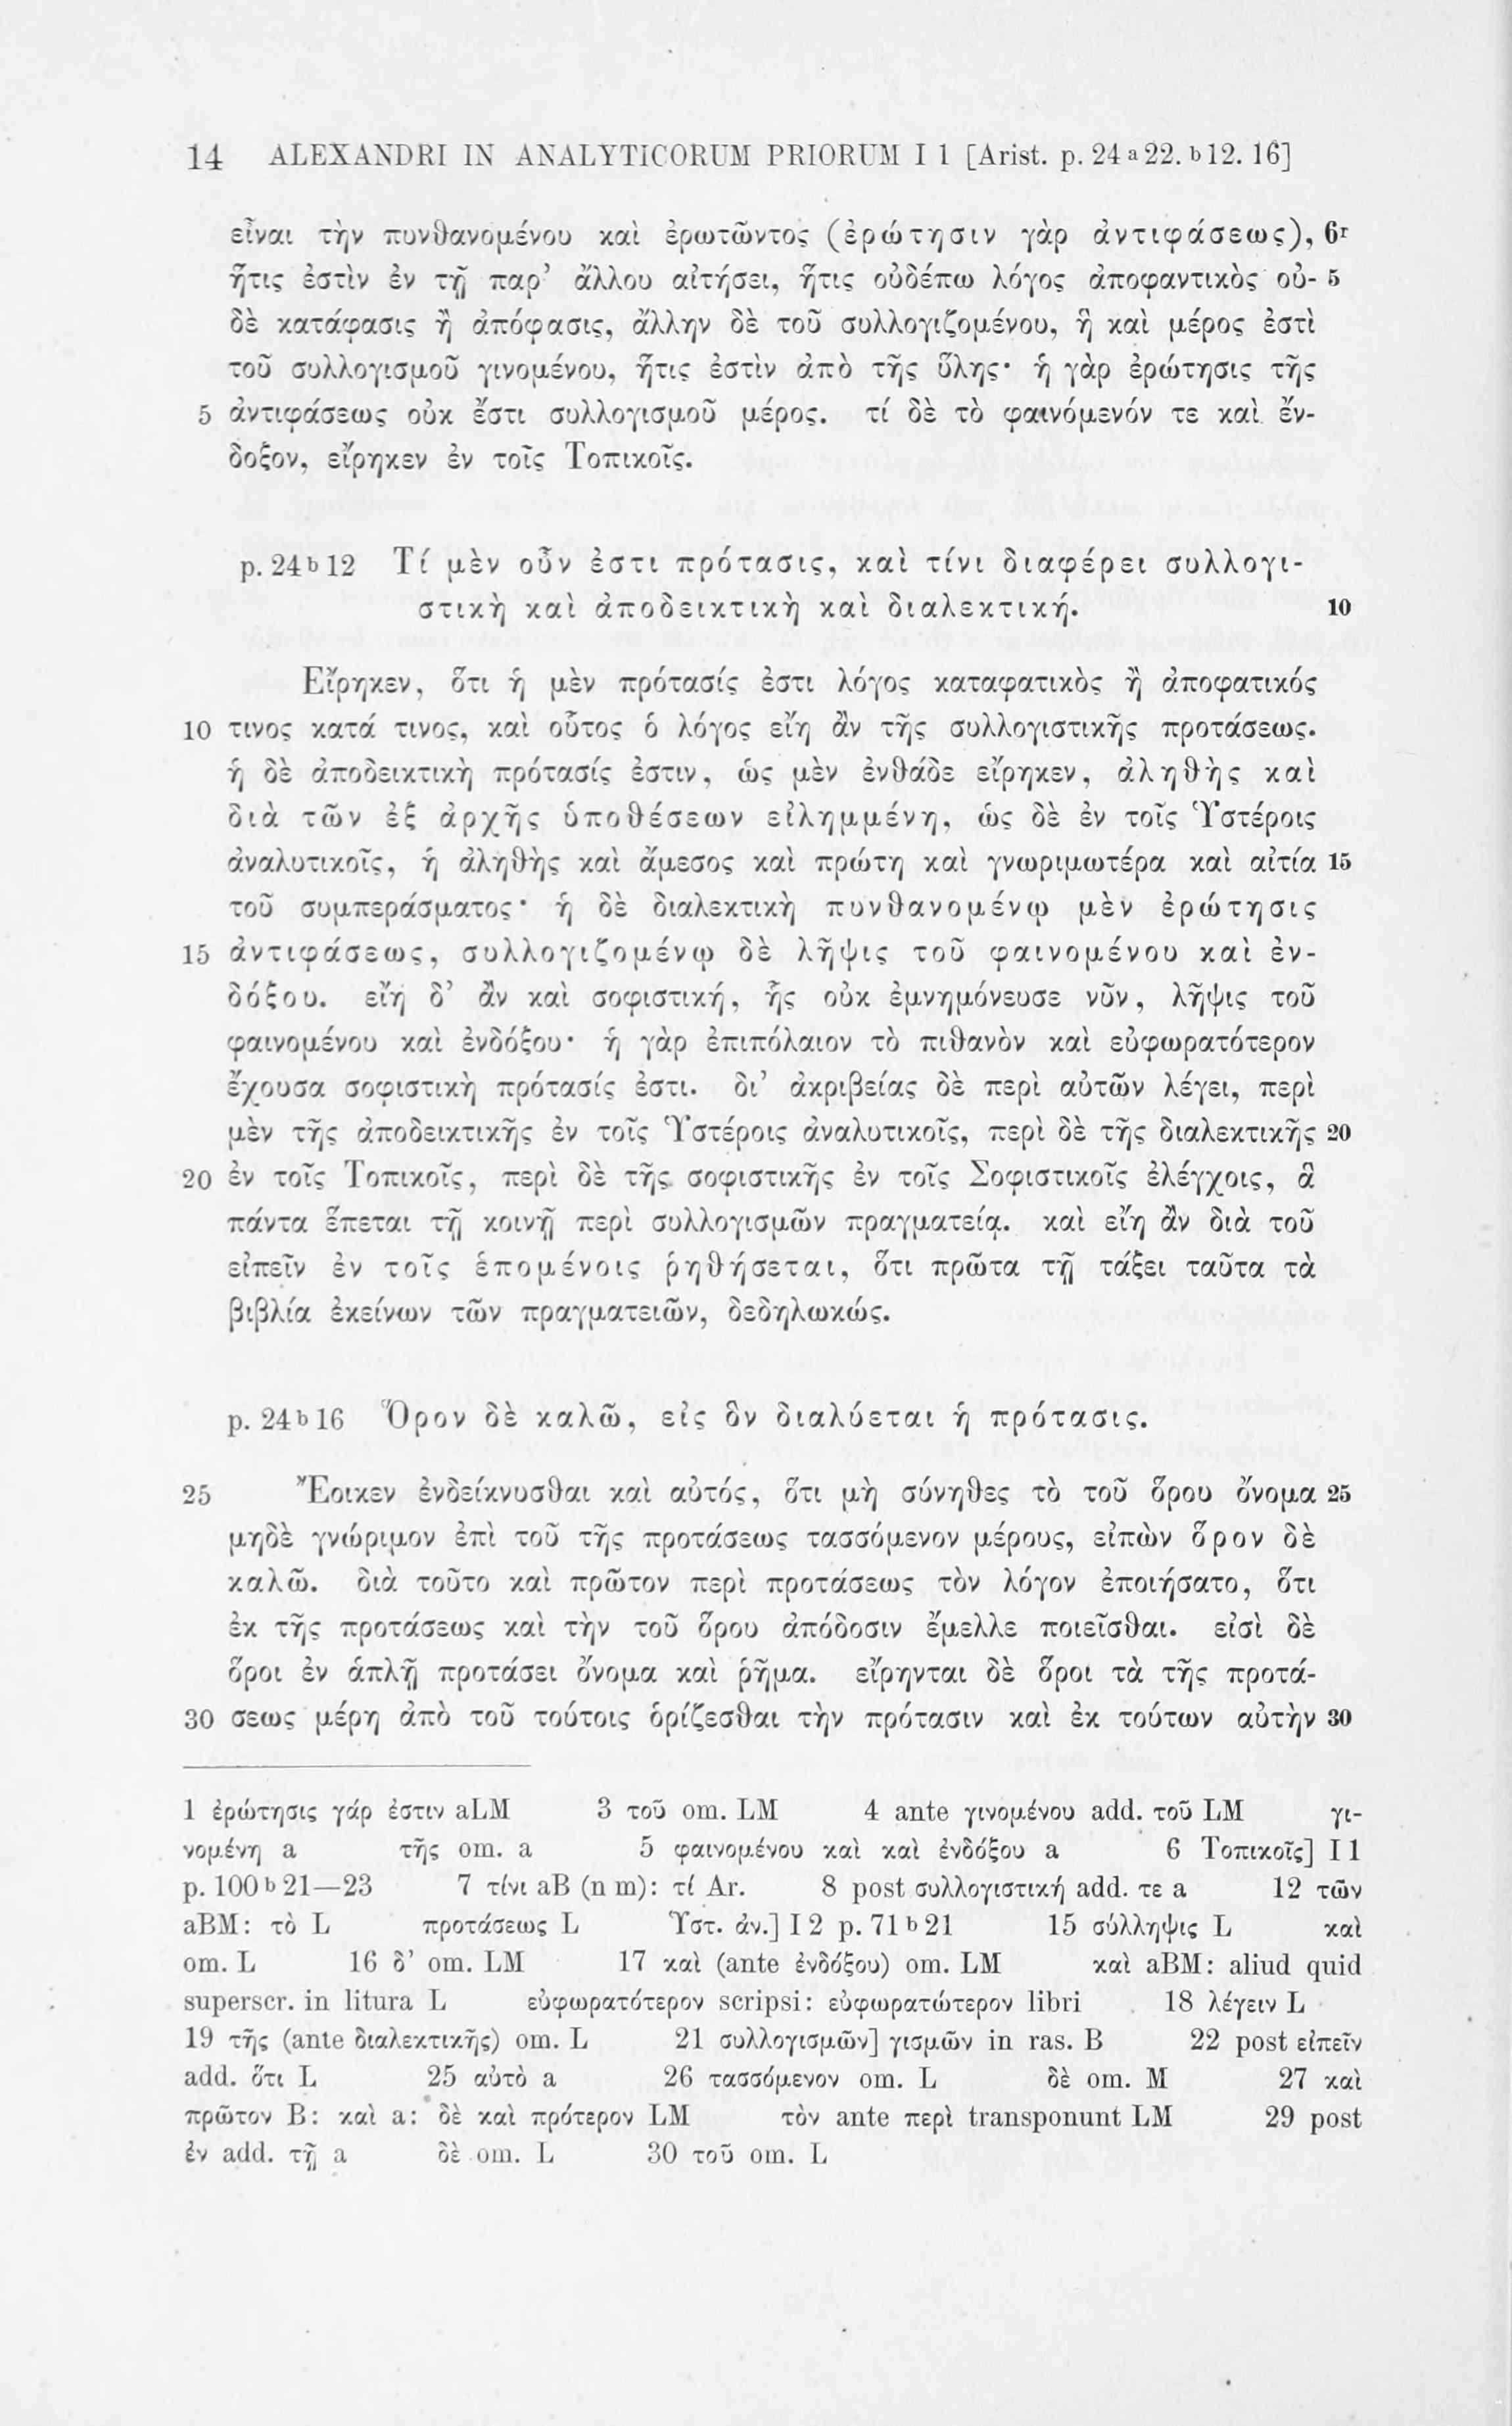 14 ALEXANDRI IN ANALYTICORUM PRIORUM I 1 [Arist. p. 24 a 22. b 12. 16]
εἶναι τὴν πυνθανομένου καὶ ἐρωτῶντος (ἐρώτησιν γὰρ ἀντιφάσεως), 6r
ἥτις ἐστὶν ἐν τῇ παρ’ ἄλλου αἰτήσει, ἥτις οὐδέπω λόγος ἀποφαντικὸς οὐ- 5
δὲ κατάφασις ἢ ἀπόφασις, ἄλλην δὲ τοῦ συλλογιζομένου, ἣ καὶ μέρος ἐστὶ
τοῦ συλλογισμοῦ γινομένου, ἥτις ἐστὶν ἀπὸ τῆς ὕλης· ἡ γὰρ ἐρώτησις τῆς
5 ἀντιφάσεως οὐκ ἔστι συλλογισμοῦ μέρος. τί δὲ τὸ φαινόμενόν τε καὶ ἔν-
δοξον, εἴρηκεν ἐν τοῖς Τοπικοῖς.
p. 24 b 12 Τί μὲν οὖν ἐστι πρότασις, καὶ τίνι διαφέρει συλλογι-
στικὴ καὶ ἀποδεικτικὴ καὶ διαλεκτική. 10
Εἴρηκεν, ὅτι ἡ μὲν πρότασίς ἐστι λόγος καταφατικὸς ἢ ἀποφατικός
10 τινος κατά τινος, καὶ οὗτος ὁ λόγος εἴη ἂν τῆς συλλογιστικῆς προτάσεως.
ἡ δὲ ἀποδεικτικὴ πρότασίς ἐστιν, ὡς μὲν ἐνθάδε εἴρηκεν, ἀληθὴς καὶ
διὰ τῶν ἐξ ἀρχῆς ὑποθέσεων εἰλημμένη, ὡς δὲ ἐν τοῖς Ὑστέροις
ἀναλυτικοῖς, ἡ ἀληθὴς καὶ ἄμεσος καὶ πρώτη καὶ γνωριμωτέρα καὶ αἰτία 15
τοῦ συμπεράσματος· ἡ δὲ διαλεκτικὴ πυνθανομένῳ μὲν ἐρώτησις
15 ἀντιφάσεως, συλλογιζομένῳ δὲ λῆψις τοῦ φαινομένου καὶ ἐν-
δόξου. εἴη δ’ ἂν καὶ σοφιστική, ἧς οὐκ ἐμνημόνευσε νῦν, λῆψις τοῦ
φαινομένου καὶ ἐνδόξου· ἡ γὰρ ἐπιπόλαιον τὸ πιθανὸν καὶ εὐφωρατότερον
ἔχουσα σοφιστικὴ πρότασίς ἐστι. δι’ ἀκριβείας δὲ περὶ αὐτῶν λέγει, περὶ
μὲν τῆς ἀποδεικτικῆς ἐν τοῖς Ὑστέροις ἀναλυτικοῖς, περὶ δὲ τῆς διαλεκτικῆς 20
20 ἐν τοῖς Τοπικοῖς, περὶ δὲ τῆς σοφιστικῆς ἐν τοῖς Σοφιστικοῖς ἐλέγχοις, ἃ
πάντα ἕπεται τῇ κοινῇ περὶ συλλογισμῶν πραγματείᾳ. καὶ εἴη ἂν διὰ τοῦ
εἰπεῖν ἐν τοῖς ἑπομένοις ῥηθήσεται, ὅτι πρῶτα τῇ τάξει ταῦτα τὰ
βιβλία ἐκείνων τῶν πραγματειῶν, δεδηλωκώς.
p. 24 b 16 Ὅρον δὲ καλῶ, εἰς ὃν διαλύεται ἡ πρότασις.
25 Ἔοικεν ἐνδείκνυσθαι καὶ αὐτός, ὅτι μὴ σύνηθες τὸ τοῦ ὅρου ὄνομα 25
μηδὲ γνώριμον ἐπὶ τοῦ τῆς προτάσεως τασσόμενον μέρους, εἰπὼν ὅρον δὲ
καλῶ. διὰ τοῦτο καὶ πρῶτον περὶ προτάσεως τὸν λόγον ἐποιήσατο, ὅτι
ἐκ τῆς προτάσεως καὶ τὴν τοῦ ὅρου ἀπόδοσιν ἔμελλε ποιεῖσθαι. εἰσὶ δὲ
ὅροι ἐν ἁπλῇ προτάσει ὄνομα καὶ ῥῆμα. εἴρηνται δὲ ὅροι τὰ τῆς προτά-
30 σεως μέρη ἀπὸ τοῦ τούτοις ὁρίζεσθαι τὴν πρότασιν καὶ ἐκ τούτων αὐτὴν 30
1 ἐρώτησις γάρ ἐστιν aLM 3 τοῦ om. LM 4 ante γινομένου add. τοῦ LM γι-
νομένη a τῆς om. a 5 φαινομένου καὶ καὶ ἐνδόξου a 6 Τοπικοῖς] I 1
p. 100 b 21—23 7 τίνι aB (n m): τί Ar. 8 post συλλογιστική add. τε a 12 τῶν
aBM: τὸ L προτάσεως L Ὑστ. ἀν.] I 2 p. 71 b 21 15 σύλληψις L καὶ
om. L 16 δ’ om. LM 17 καὶ (ante ἐνδόξου) om. LM καὶ aBM: aliud quid
superscr. in litura L εὐφωρατότερον scripsi: εὐφωρατώτερον libri 18 λέγειν L
19 τῆς (ante διαλεκτικῆς) om. L 21 συλλογισμῶν] γισμῶν in ras. B 22 post εἰπεῖν
add. ὅτι L 25 αὐτὸ a 26 τασσόμενον om. L δὲ om. M 27 καὶ
πρῶτον B: καὶ a: δὲ καὶ πρότερον LM τὸν ante περὶ transponunt LM 29 post
ἐν add. τῇ a δὲ om. L 30 τοῦ om. L